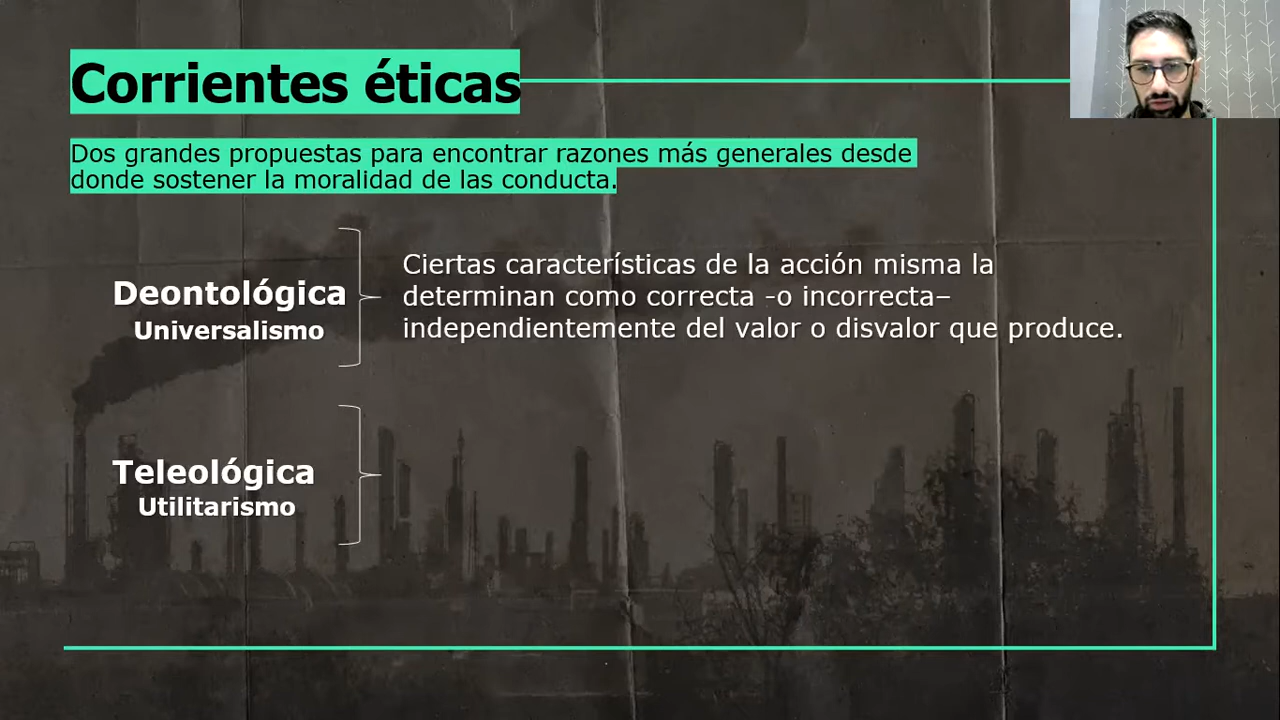 Corrientes éticas
Dos grandes propuestas para encontrar razones más generales desde
donde sostener la moralidad de las conducta.
Deontológica
Universalismo
Ciertas características de la acción misma la
determinan como correcta -o incorrecta–
independientemente del valor o disvalor que produce.
Teleológica
Utilitarismo